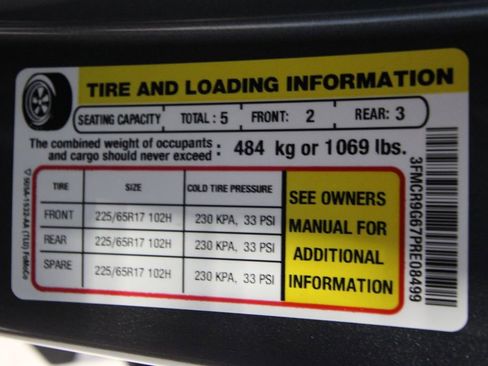 TIRE AND LOADING INFORMATION
SEATING CAPACITY TOTAL : 5 FRONT: 2 REAR: 3
The combined weight of occupants
and cargo should never exceed : 484 kg or 1069 lbs.
TIRE SIZE COLD TIRE PRESSURE
FRONT 225/65R17 102H 230 KPA, 33 PSI
REAR 225/65R17 102H 230 KPA, 33 PSI
SPARE 225/65R17 102H 230 KPA, 33 PSI
SEE OWNERS
MANUAL FOR
ADDITIONAL
INFORMATION
3FMCR9G67PRE08499